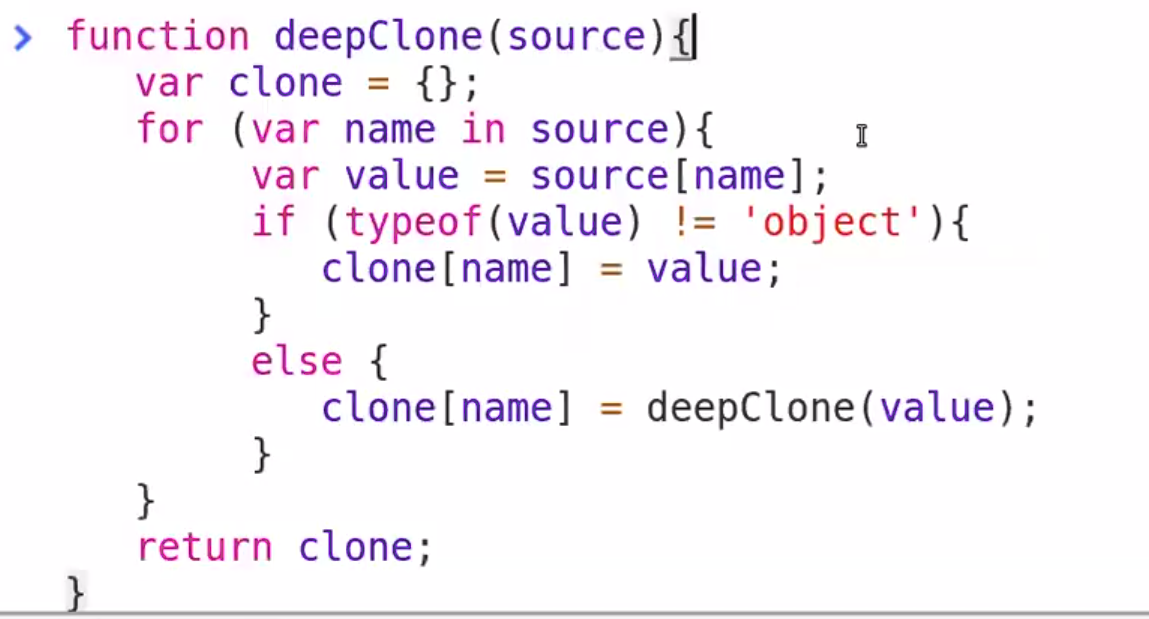 > function deepClone(source){
var clone = {};
for (var name in source){
var value = source[name];
if (typeof(value) != 'object'){
clone[name] = value;
}
else {
clone[name] = deepClone(value);
}
}
return clone;
}